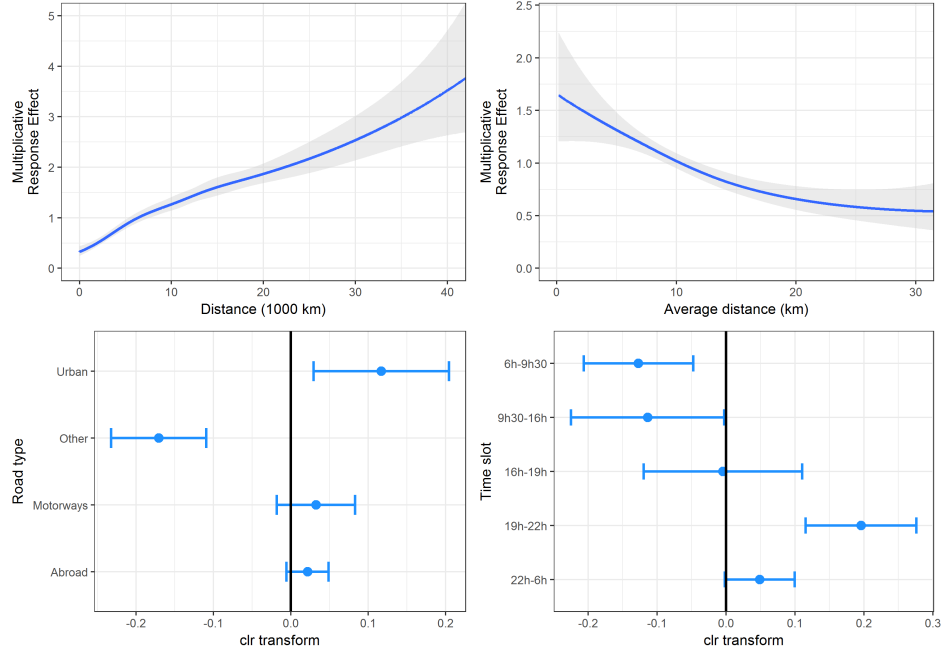 Multiplicative
Response Effect
5
4
3
2
1
0
0 10 20 30 40
Distance (1000 km)
Multiplicative
Response Effect
2.5
2.0
1.5
1.0
0.5
0.0
0 10 20 30
Average distance (km)
Road type
Urban
Other
Motorways
Abroad
-0.2 -0.1 0.0 0.1 0.2
clr transform
Time slot
6h-9h30
9h30-16h
16h-19h
19h-22h
22h-6h
-0.2 -0.1 0.0 0.1 0.2 0.3
clr transform